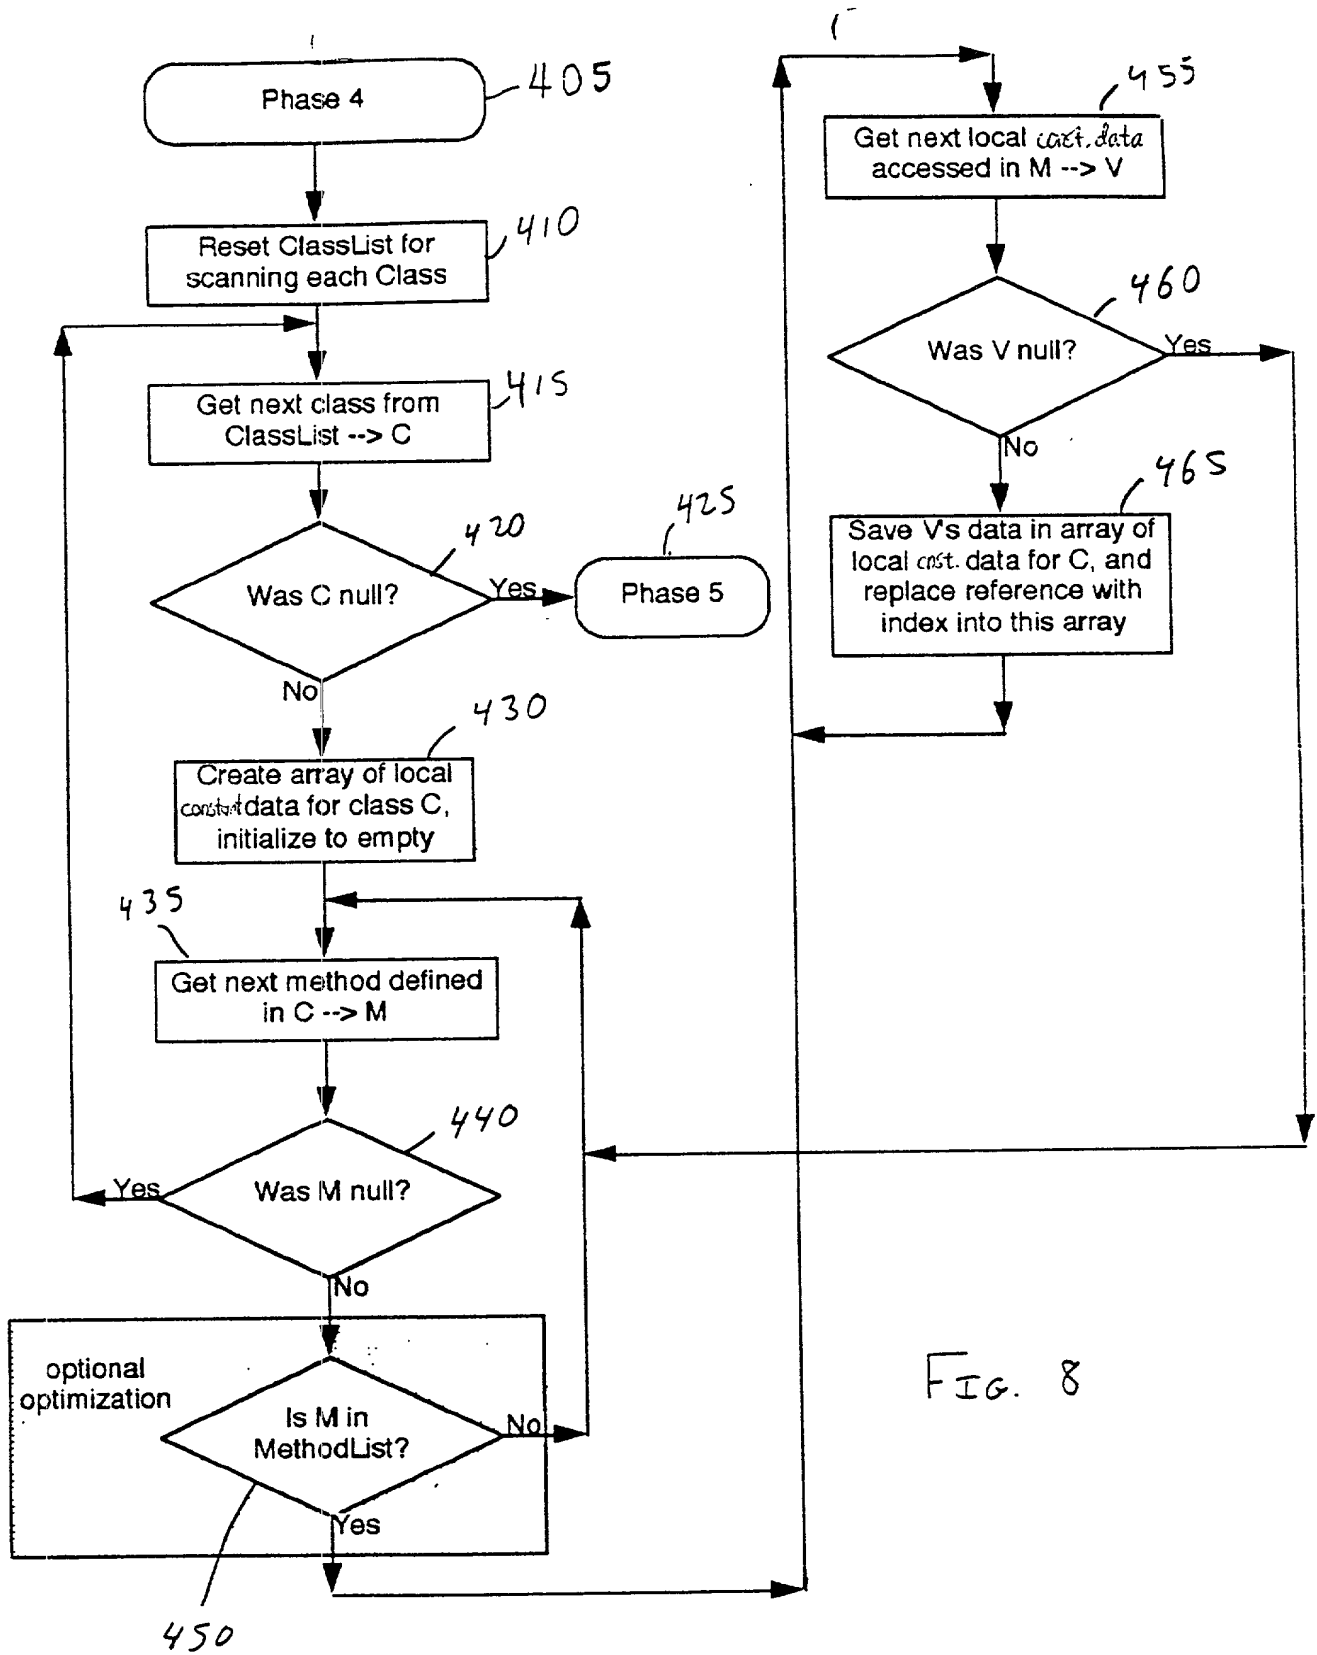 Phase 4
405
Reset ClassList for
scanning each Class
410
Get next class from
ClassList --> C
415
Was C null?
420
Yes
Phase 5
425
No
Create array of local
constant data for class C,
initialize to empty
430
435
Get next method defined
in C --> M
Was M null?
440
Yes
No
optional
optimization
Is M in
MethodList?
No
Yes
450
Get next local const. data
accessed in M --> V
455
Was V null?
460
Yes
No
465
Save V's data in array of
local cnst. data for C, and
replace reference with
index into this array
FIG. 8